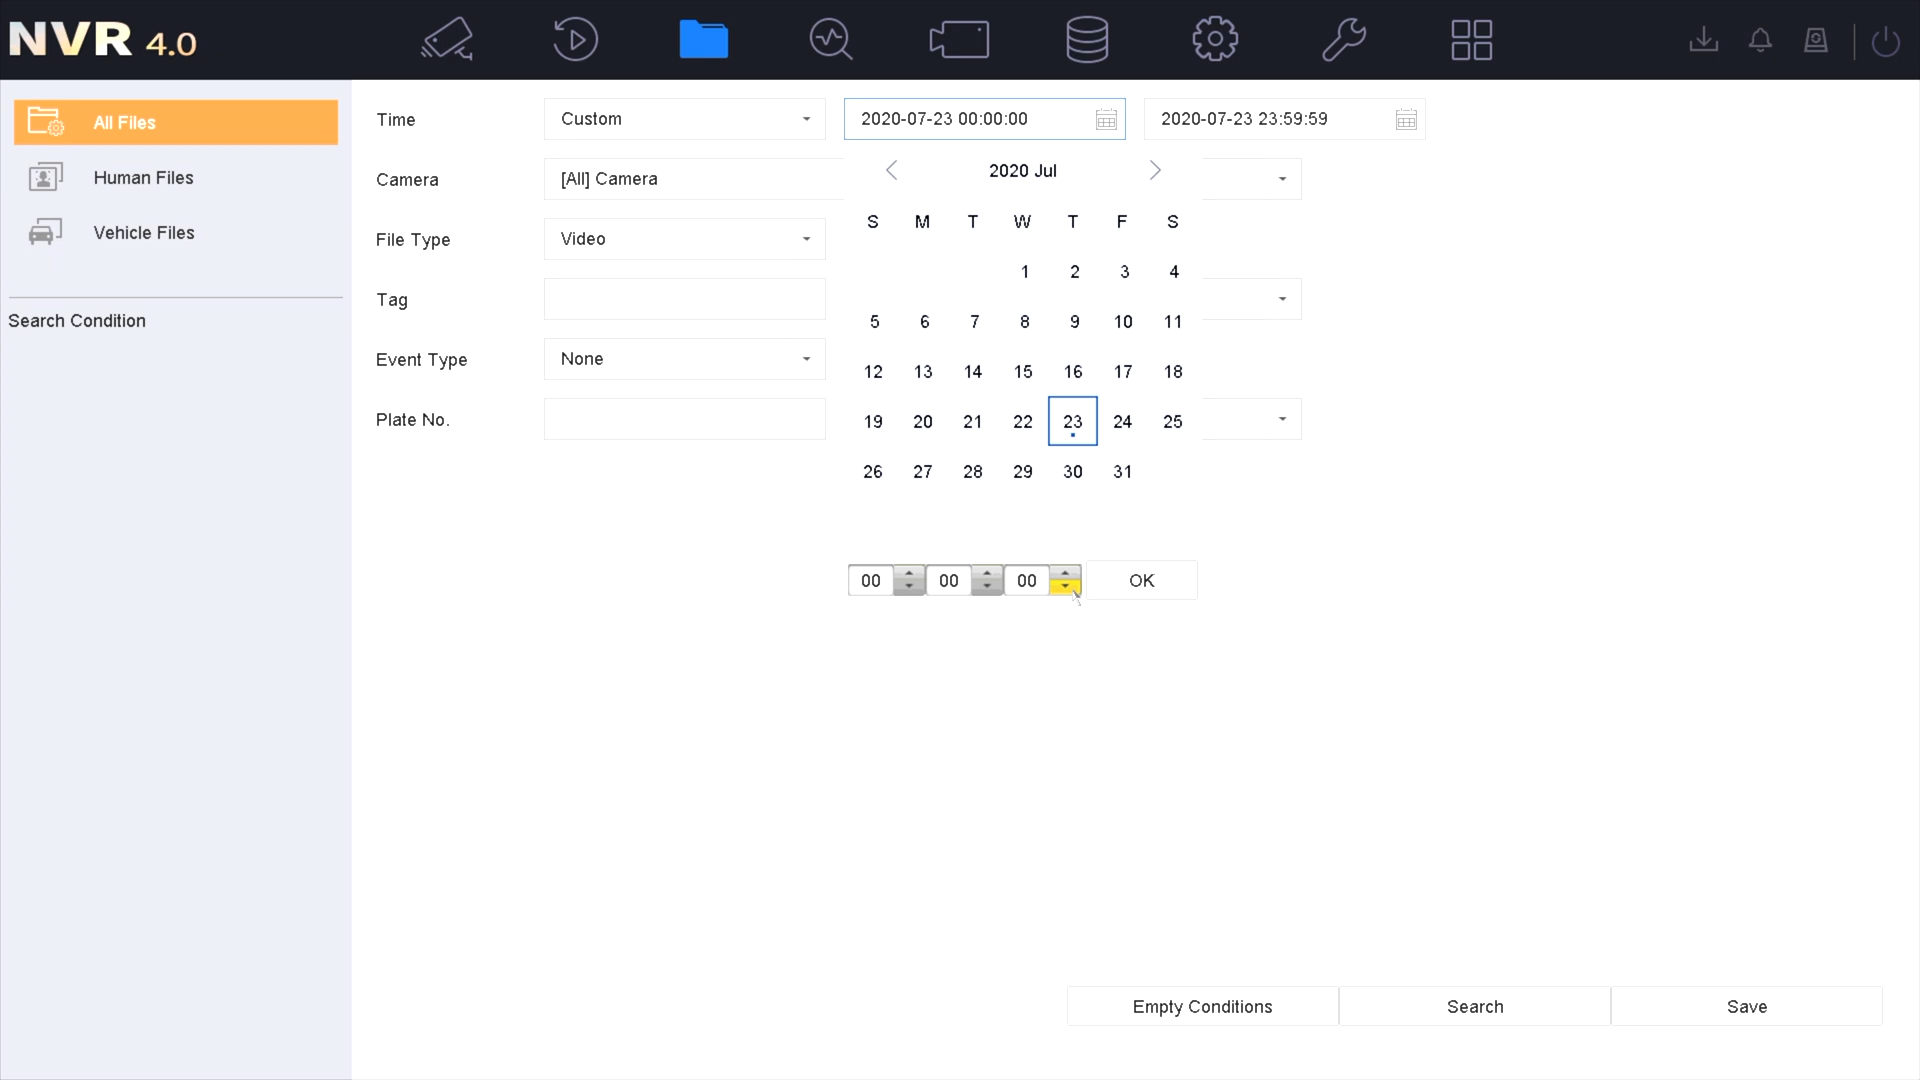 NVR 4.0
All Files
Human Files
Vehicle Files
Search Condition
Time Custom 2020-07-23 00:00:00 2020-07-23 23:59:59
Camera [All] Camera
File Type Video
Tag
Event Type None
Plate No.
2020 Jul
S M T W T F S
1 2 3 4
5 6 7 8 9 10 11
12 13 14 15 16 17 18
19 20 21 22 23 24 25
26 27 28 29 30 31
00 00 00 OK
Empty Conditions Search Save